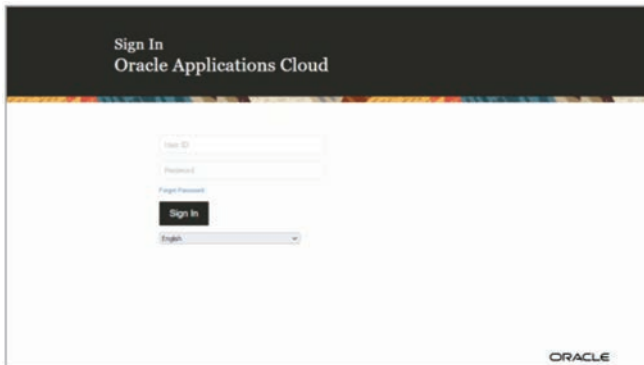 Sign In
Oracle Applications Cloud
User ID
Password
Forgot Password
Sign In
English
ORACLE